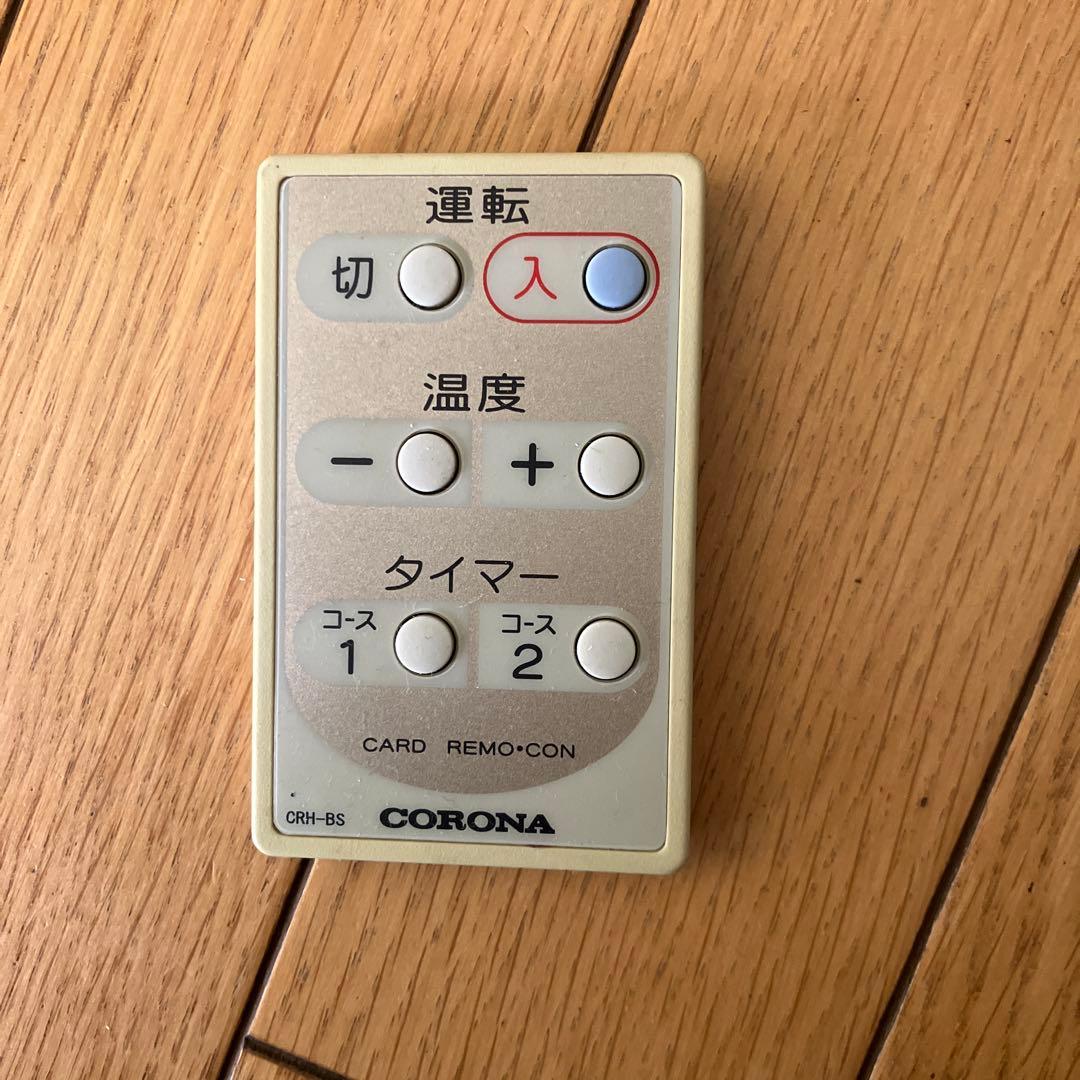 運転
切 入
温度
− +
タイマー
コース コース
1 2
CARD REMO・CON
CRH-BS CORONA